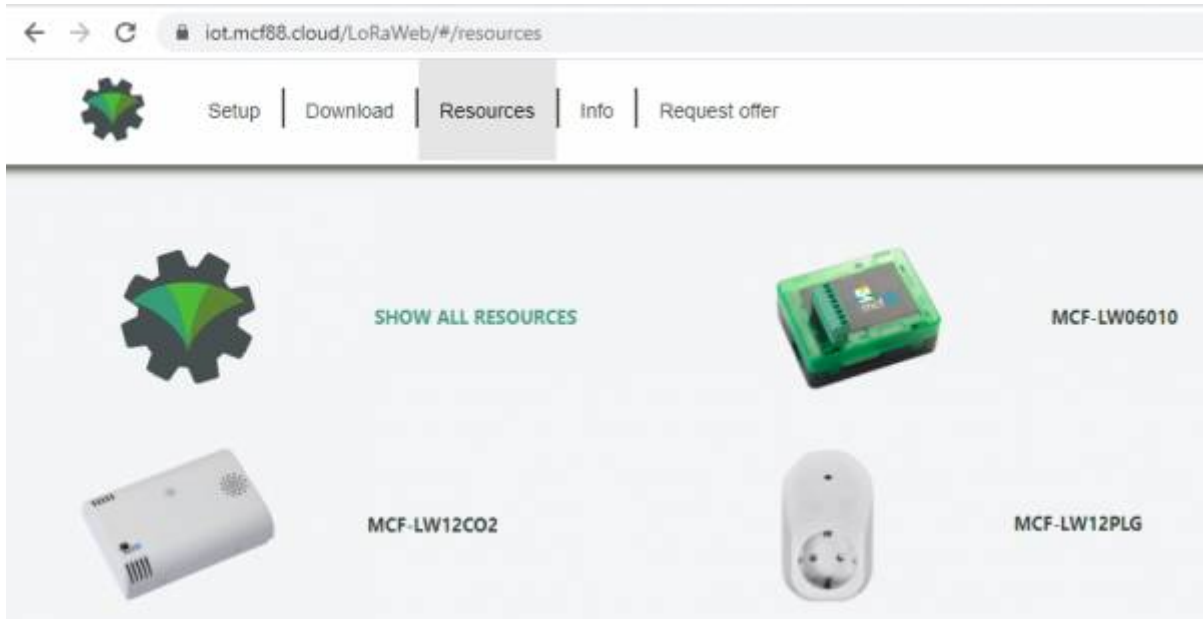 iot.mcf88.cloud/LoRaWeb/#/resources
Setup Download Resources Info Request offer
SHOW ALL RESOURCES MCF-LW06010
MCF-LW12CO2 MCF-LW12PLG